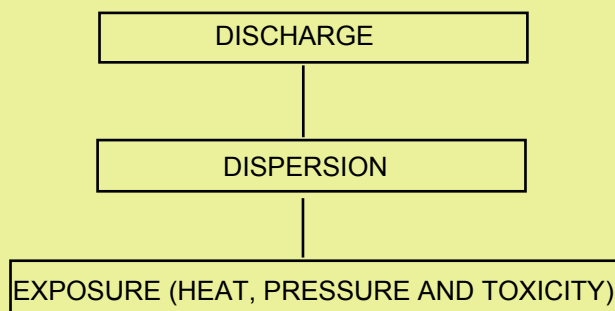 DISCHARGE
DISPERSION
EXPOSURE (HEAT, PRESSURE AND TOXICITY)